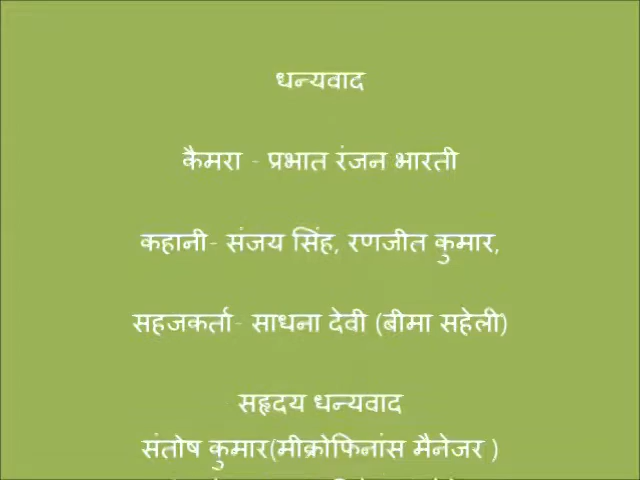 धन्यवाद
कैमरा - प्रभात रंजन भारती
कहानी- संजय सिंह, रणजीत कुमार,
सहजकर्ता- साधना देवी (बीमा सहेली)
सहृदय धन्यवाद
संतोष कुमार(मीक्रोफिनांस मैनेजर )